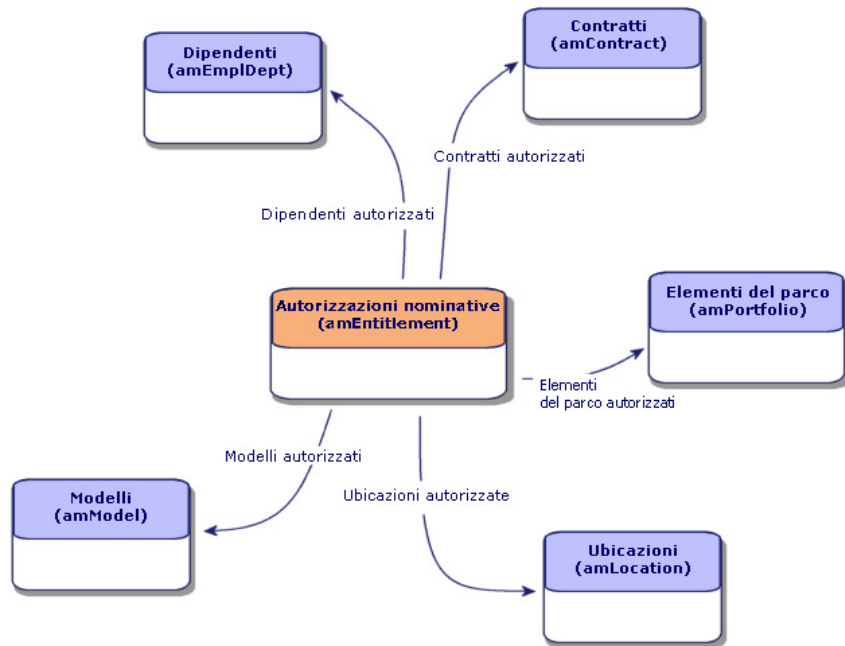 Dipendenti
(amEmplDept)
Contratti
(amContract)
Contratti autorizzati
Dipendenti autorizzati
Autorizzazioni nominative
(amEntitlement)
Elementi del parco
(amPortfolio)
Elementi
del parco autorizzati
Modelli autorizzati
Ubicazioni autorizzate
Modelli
(amModel)
Ubicazioni
(amLocation)